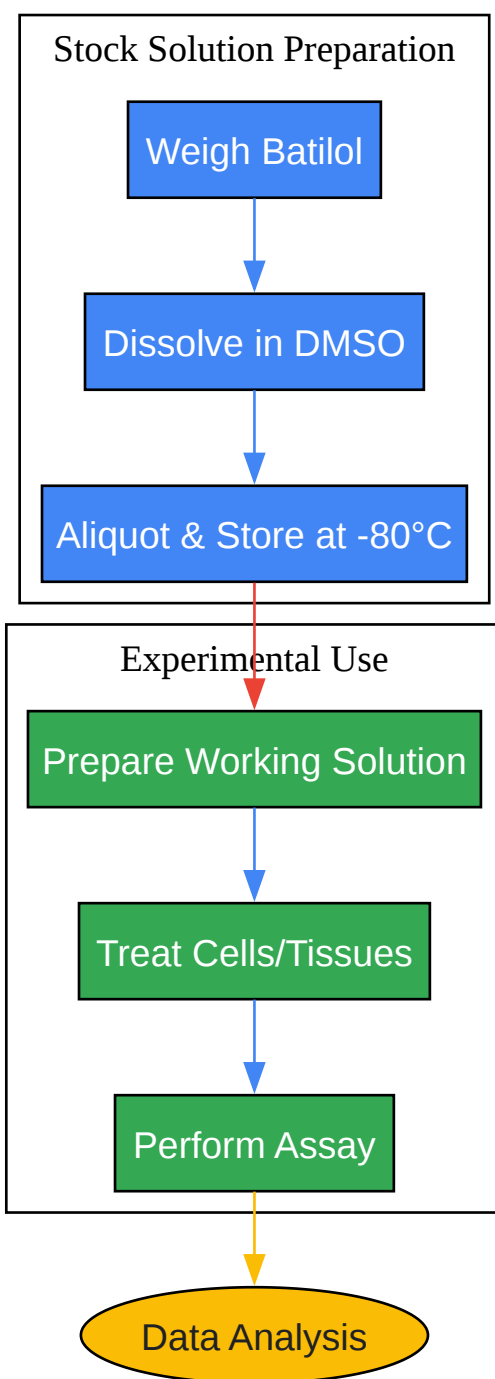 Stock Solution Preparation
Weigh Batilol
Dissolve in DMSO
Aliquot & Store at -80°C
Experimental Use
Prepare Working Solution
Treat Cells/Tissues
Perform Assay
Data Analysis